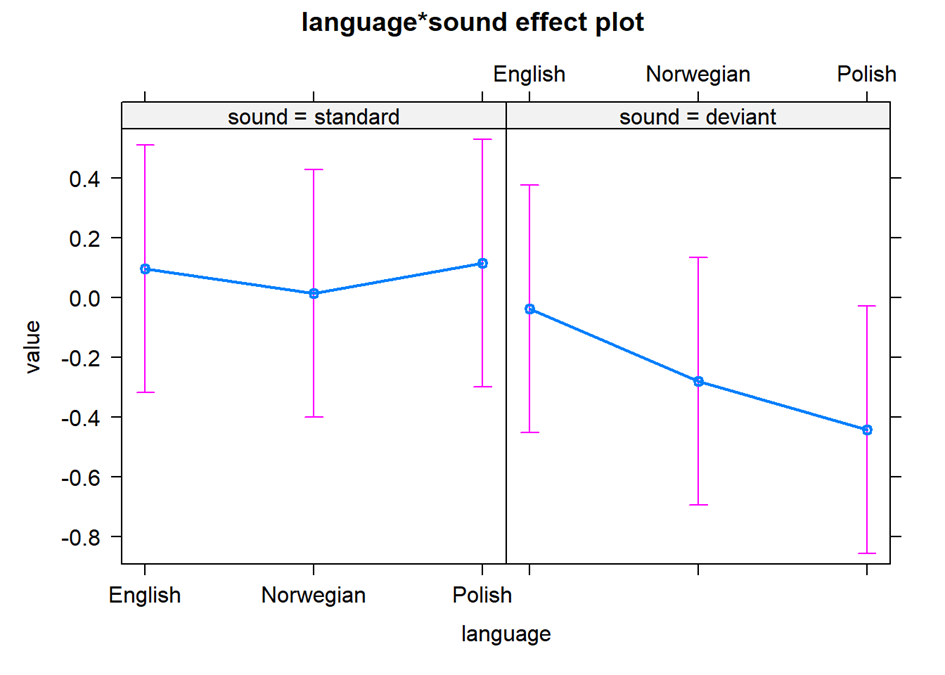 language*sound effect plot
English Norwegian Polish
sound = standard sound = deviant
0.4
0.2
0.0
-0.2
-0.4
-0.6
-0.8
value
English Norwegian Polish
language